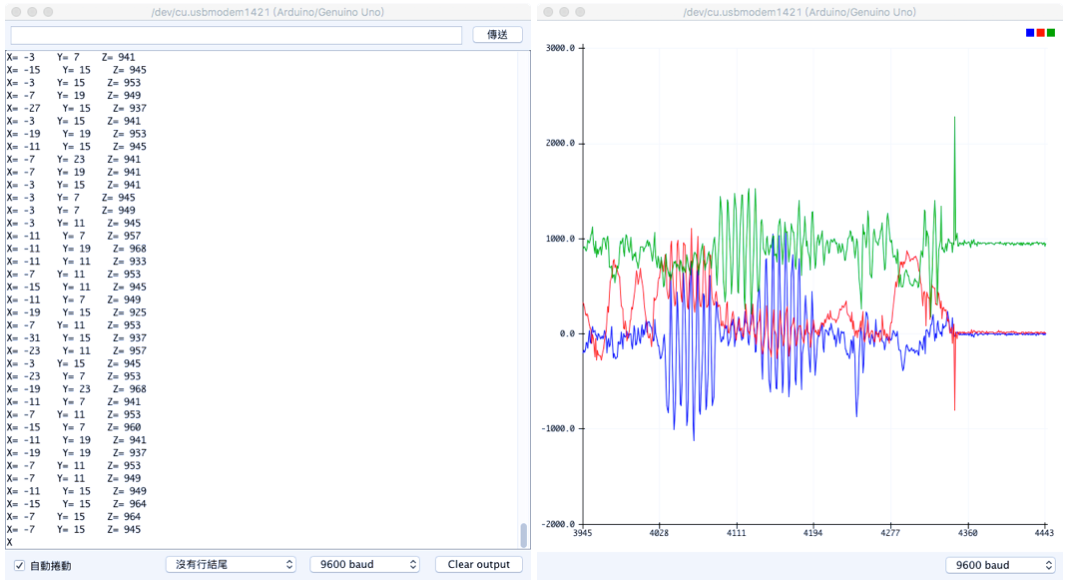 /dev/cu.usbmodem1421 (Arduino/Genuino Uno)
傳送
X= -3 Y= 7 Z= 941
X= -15 Y= 15 Z= 945
X= -3 Y= 15 Z= 953
X= -7 Y= 19 Z= 949
X= -27 Y= 15 Z= 937
X= -3 Y= 15 Z= 941
X= -19 Y= 19 Z= 953
X= -11 Y= 15 Z= 945
X= -7 Y= 23 Z= 941
X= -7 Y= 19 Z= 941
X= -3 Y= 15 Z= 941
X= -3 Y= 7 Z= 945
X= -3 Y= 7 Z= 949
X= -3 Y= 11 Z= 945
X= -11 Y= 7 Z= 957
X= -11 Y= 19 Z= 968
X= -11 Y= 11 Z= 933
X= -7 Y= 11 Z= 953
X= -15 Y= 11 Z= 945
X= -11 Y= 7 Z= 949
X= -19 Y= 15 Z= 925
X= -7 Y= 11 Z= 953
X= -31 Y= 15 Z= 937
X= -23 Y= 11 Z= 957
X= -3 Y= 15 Z= 945
X= -23 Y= 7 Z= 953
X= -19 Y= 23 Z= 968
X= -11 Y= 7 Z= 941
X= -7 Y= 11 Z= 953
X= -15 Y= 7 Z= 960
X= -11 Y= 19 Z= 941
X= -19 Y= 19 Z= 937
X= -7 Y= 11 Z= 953
X= -7 Y= 11 Z= 949
X= -11 Y= 15 Z= 949
X= -15 Y= 15 Z= 964
X= -7 Y= 15 Z= 964
X= -7 Y= 15 Z= 945
X
自動捲動 沒有行結尾 9600 baud Clear output
/dev/cu.usbmodem1421 (Arduino/Genuino Uno)
3000.0
2000.0
1000.0
0.0
-1000.0
-2000.0
3945 4028 4111 4194 4277 4360 4443
9600 baud